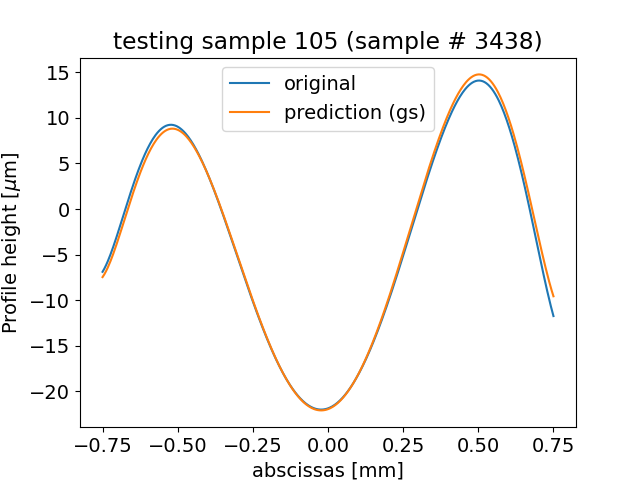 testing sample 105 (sample # 3438)
original
prediction (gs)
Profile height [μm]
15
10
5
0
−5
−10
−15
−20
−0.75 −0.50 −0.25 0.00 0.25 0.50 0.75
abscissas [mm]